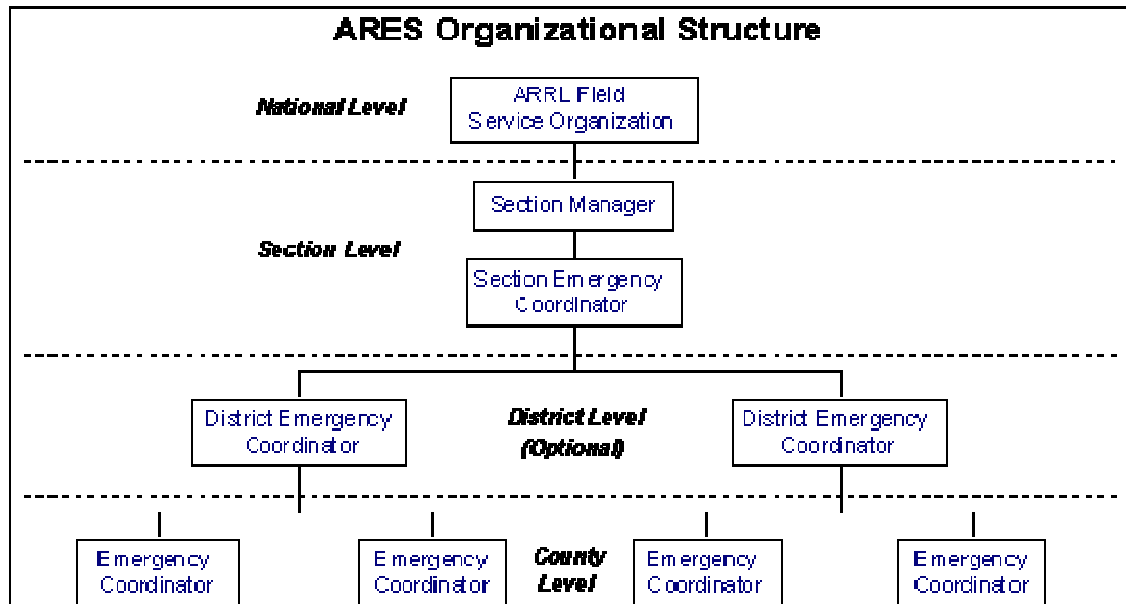 ARES Organizational Structure
National Level
ARRL Field
Service Organization
Section Manager
Section Level
Section Emergency
Coordinator
District Emergency
Coordinator
District Level
(Optional)
District Emergency
Coordinator
Emergency
Coordinator
Emergency
Coordinator
County
Level
Emergency
Coordinator
Emergency
Coordinator